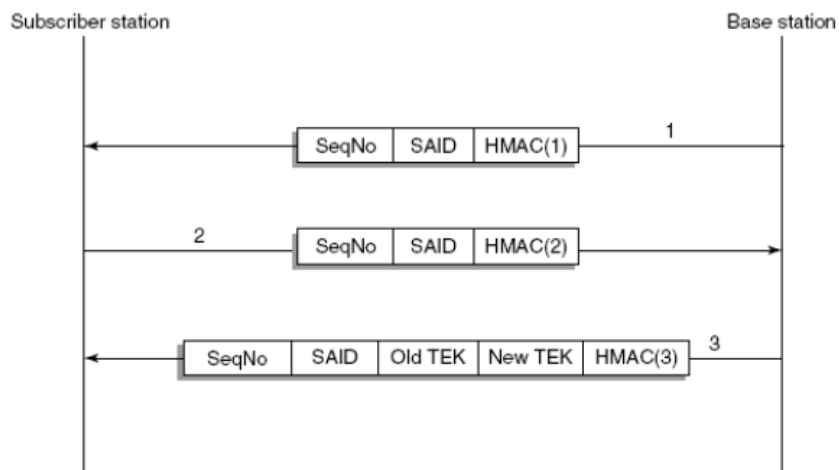 Subscriber station Base station
1
SeqNo SAID HMAC(1)
2
SeqNo SAID HMAC(2)
3
SeqNo SAID Old TEK New TEK HMAC(3)